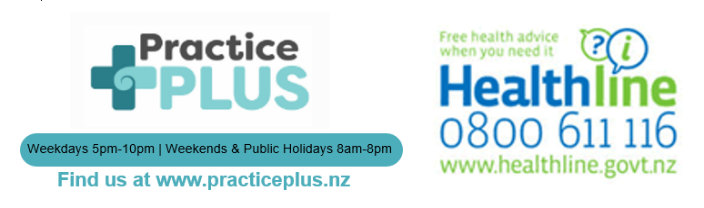 Practice
PLUS
Weekdays 5pm-10pm | Weekends & Public Holidays 8am-8pm
Find us at www.practiceplus.nz
Free health advice
when you need it
? i
Healthline
0800 611 116
www.healthline.govt.nz